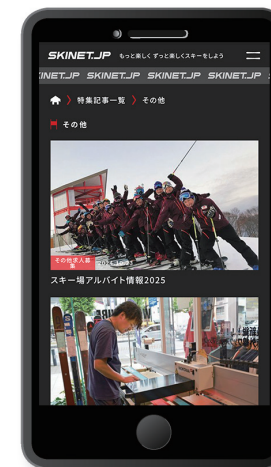 SKINET.JP もっと楽しく ずっと楽しくスキーをしよう
INET.JP SKINET.JP SKINET.JP SKINET.JP
特集記事一覧 その他
その他
その他求人募
集
スキー場アルバイト情報2025